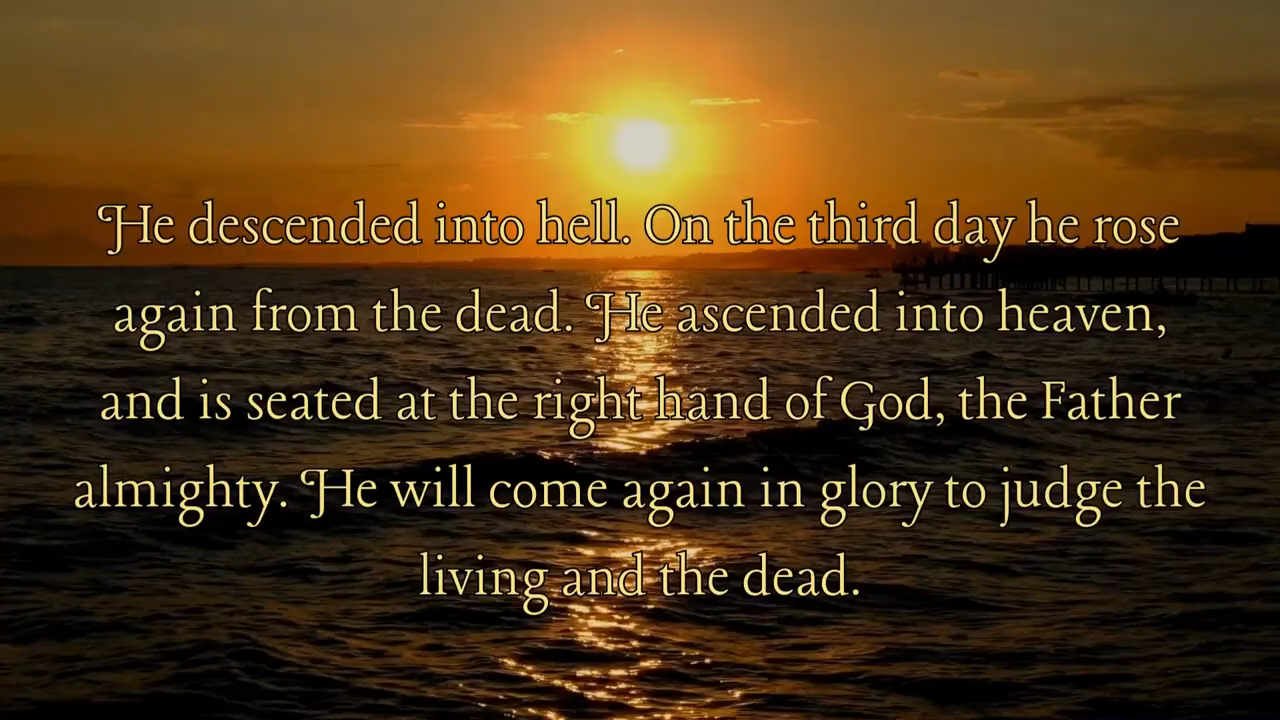 He descended into hell. On the third day he rose
again from the dead. He ascended into heaven,
and is seated at the right hand of God, the Father
almighty. He will come again in glory to judge the
living and the dead.